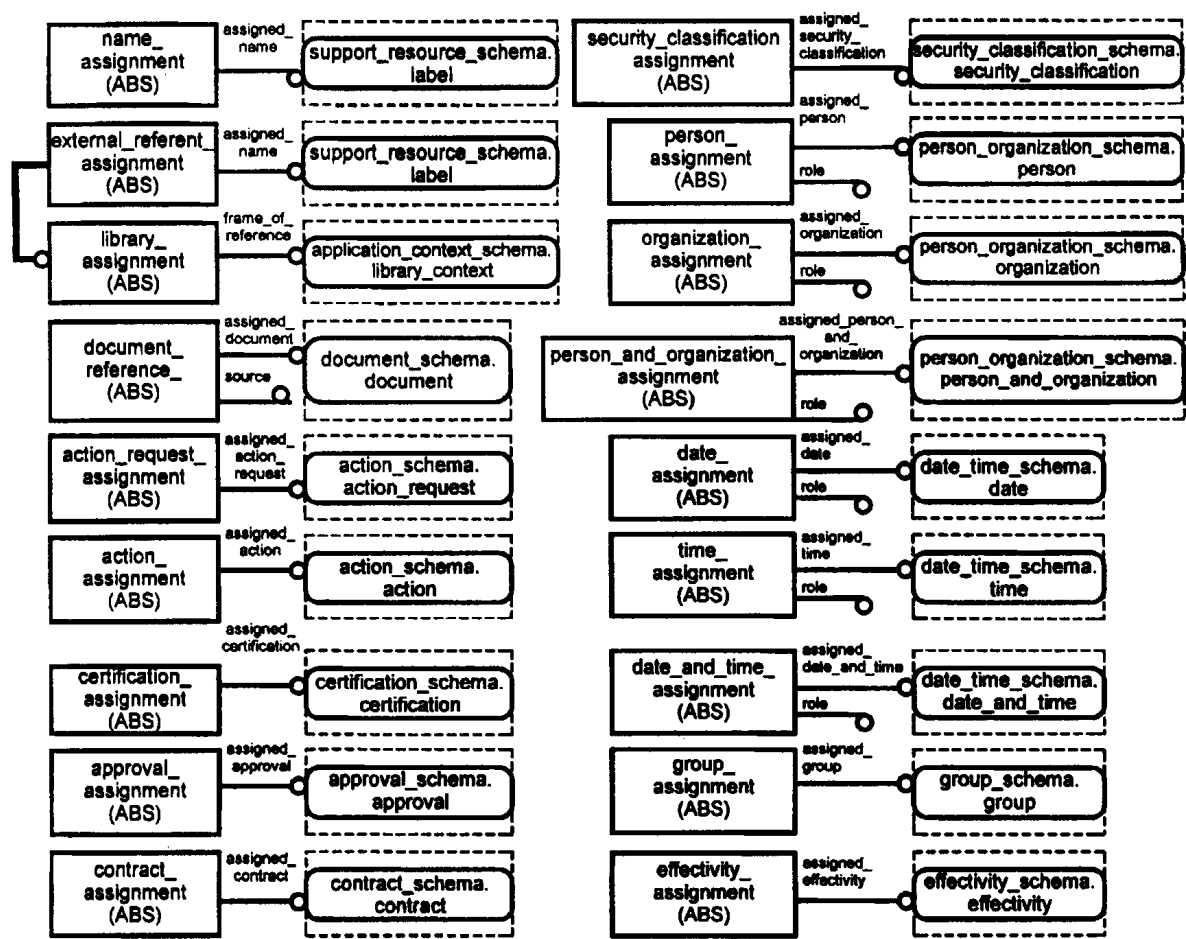 name_
assignment
(ABS)
assigned_
name
support_resource_schema.
label
external_referent_
assignment
(ABS)
assigned_
name
support_resource_schema.
label
library_
assignment
(ABS)
frame_of_
reference
application_context_schema.
library_context
document_
reference_
(ABS)
assigned_
document
source
document_schema.
document
action_request_
assignment
(ABS)
assigned_
action_
request
action_schema.
action_request
action_
assignment
(ABS)
assigned_
action
action_schema.
action
certification_
assignment
(ABS)
assigned_
certification
certification_schema.
certification
approval_
assignment
(ABS)
assigned_
approval
approval_schema.
approval
contract_
assignment
(ABS)
assigned_
contract
contract_schema.
contract
security_classification
assignment
(ABS)
assigned_
security_
classification
security_classification_schema.
security_classification
person_
assignment
(ABS)
assigned_
person
role
person_organization_schema.
person
organization_
assignment
(ABS)
assigned_
organization
role
person_organization_schema.
organization
person_and_organization_
assignment
(ABS)
assigned_person_
and_
organization
role
person_organization_schema.
person_and_organization
date_
assignment
(ABS)
assigned_
date
role
date_time_schema.
date
time_
assignment
(ABS)
assigned_
time
role
date_time_schema.
time
date_and_time_
assignment
(ABS)
assigned_
date_and_time
role
date_time_schema.
date_and_time
group_
assignment
(ABS)
assigned_
group
group_schema.
group
effectivity_
assignment
(ABS)
assigned_
effectivity
effectivity_schema.
effectivity